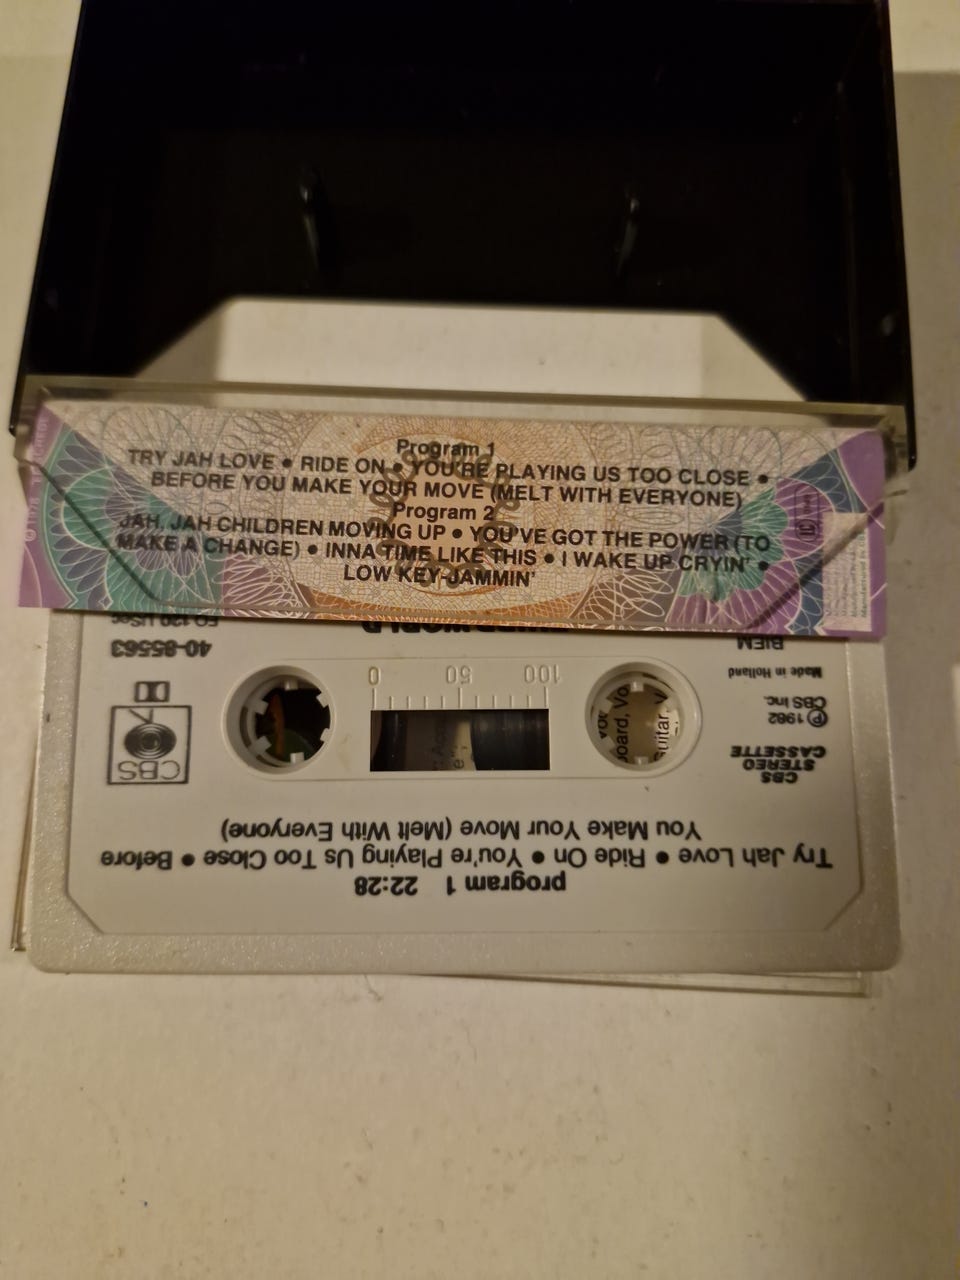 Program 1
TRY JAH LOVE • RIDE ON • YOU'RE PLAYING US TOO CLOSE •
BEFORE YOU MAKE YOUR MOVE (MELT WITH EVERYONE)
Program 2
JAH, JAH CHILDREN MOVING UP • YOU'VE GOT THE POWER (TO
MAKE A CHANGE) • INNA TIME LIKE THIS • I WAKE UP CRYIN' •
LOW KEY-JAMMIN'
EQ 120 µSec
40-85563
BIEM
Made in Holland
℗ 1982
CBS Inc.
CBS
STEREO
CASSETTE
CBS
0 50 100
program 1 22:28
Try Jah Love • Ride On • You're Playing Us Too Close • Before
You Make Your Move (Melt With Everyone)